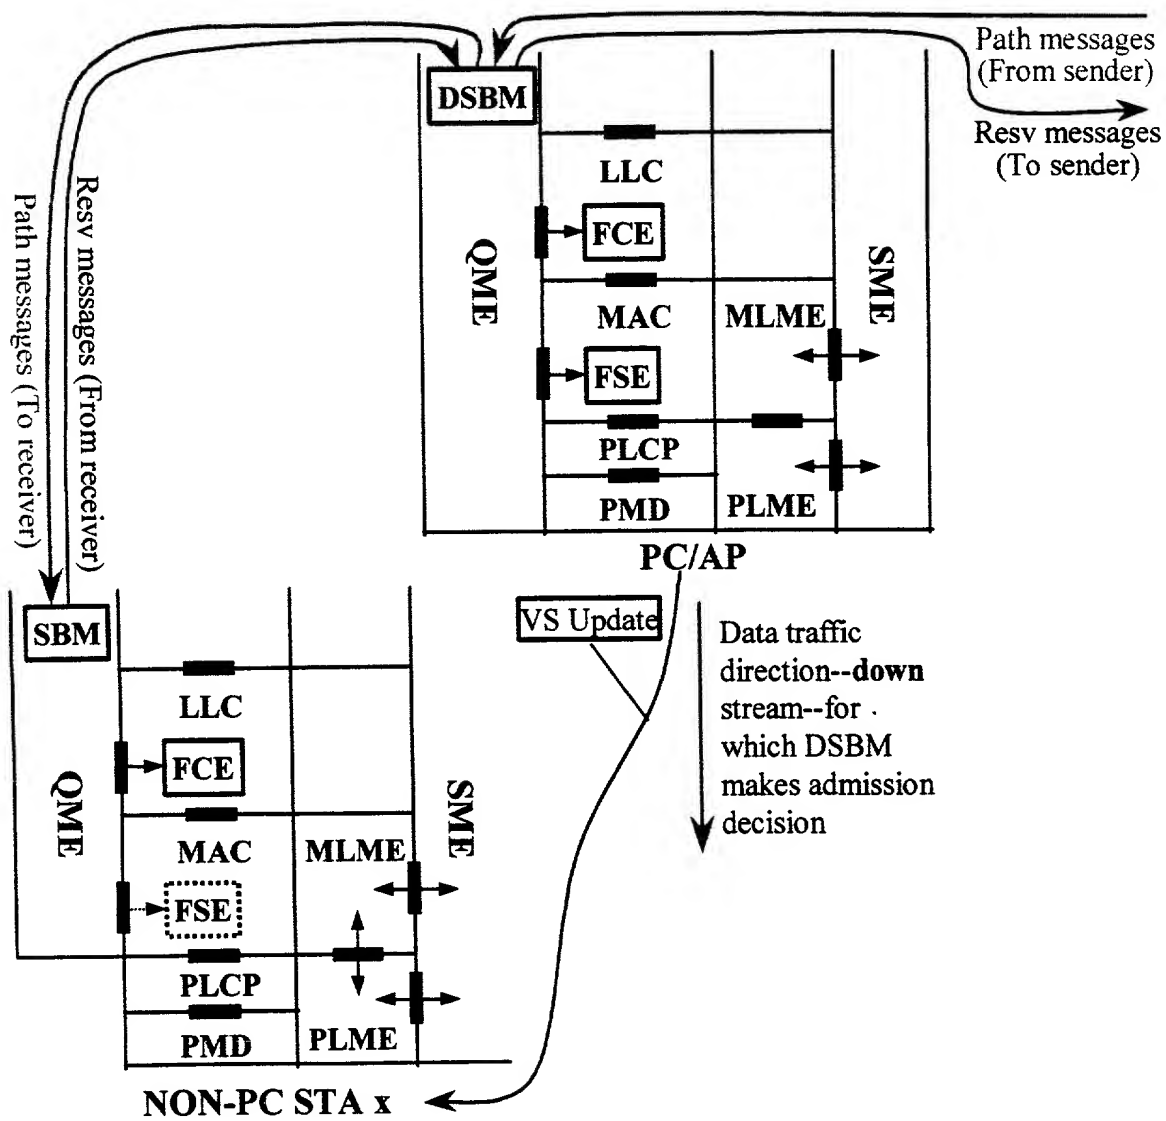 Path messages
(From sender)
Resv messages
(To sender)
DSBM
LLC
FCE
QME
SME
MAC
MLME
FSE
PLCP
PMD
PLME
PC/AP
Resv messages (From receiver)
Path messages (To receiver)
VS Update
Data traffic
direction--down
stream--for
which DSBM
makes admission
decision
SBM
LLC
FCE
QME
SME
MAC
MLME
FSE
PLCP
PMD
PLME
NON-PC STA x